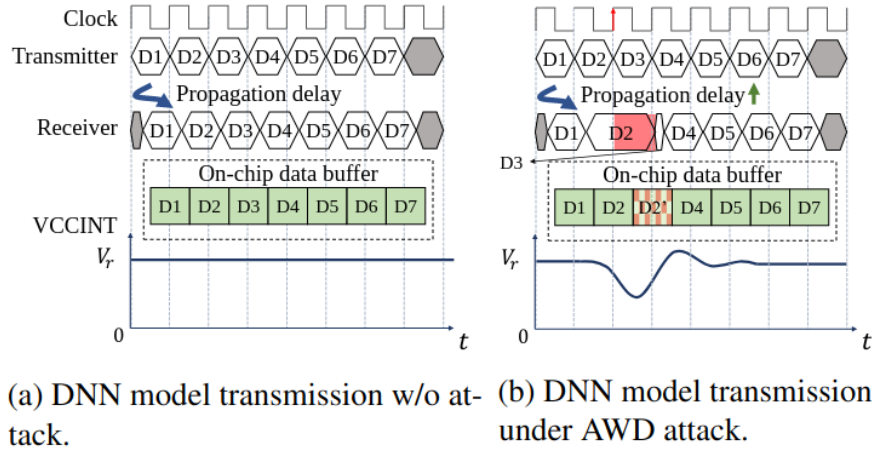 Clock
Transmitter D1 D2 D3 D4 D5 D6 D7
Propagation delay
Receiver D1 D2 D3 D4 D5 D6 D7
On-chip data buffer
D1 D2 D3 D4 D5 D6 D7
VCCINT
Vr
0
t
(a) DNN model transmission w/o at-
tack.
D1 D2 D3 D4 D5 D6 D7
Propagation delay
D1 D2 D4 D5 D6 D7
D3
On-chip data buffer
D1 D2 D2' D4 D5 D6 D7
Vr
0
t
(b) DNN model transmission
under AWD attack.